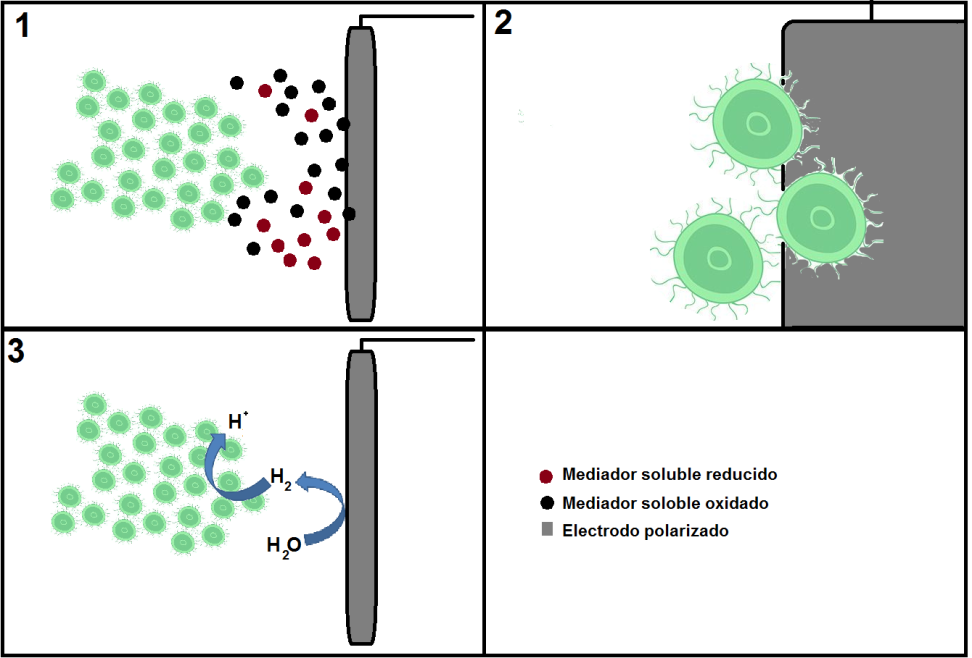 1
2
3
H+
H2
H2O
Mediador soluble reducido
Mediador soloble oxidado
Electrodo polarizado